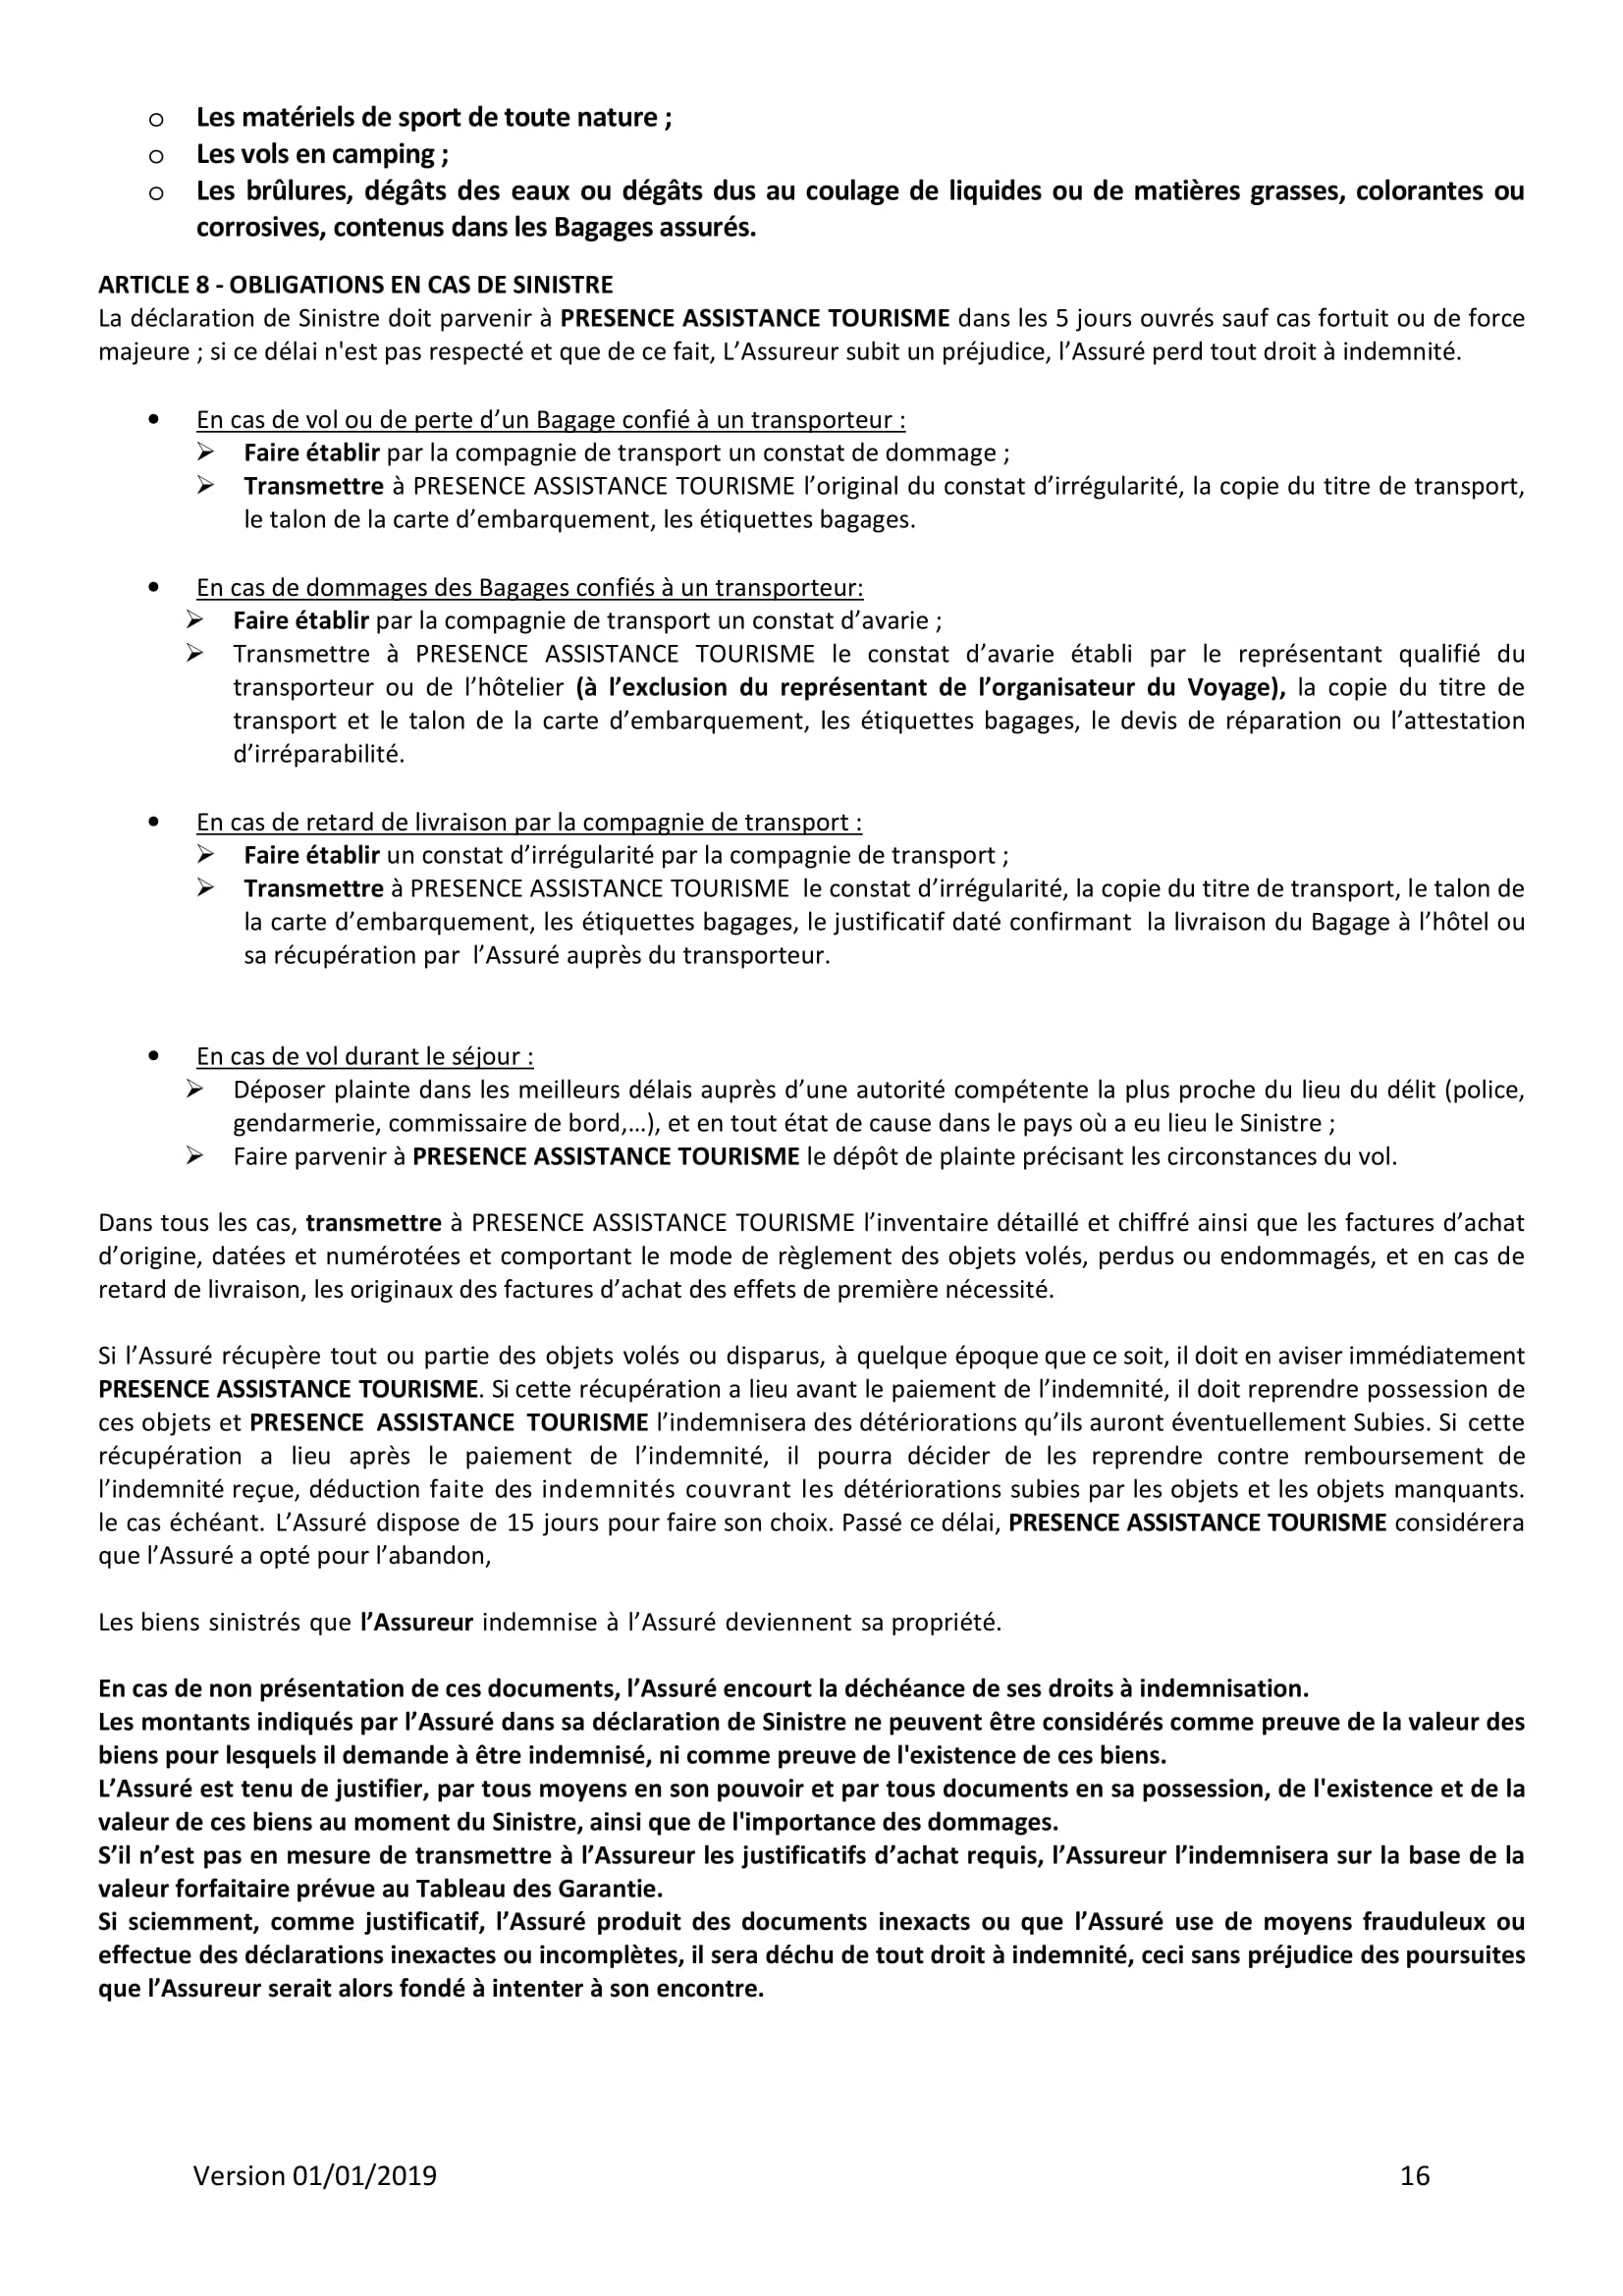 o Les matériels de sport de toute nature ;
o Les vols en camping ;
o Les brûlures, dégâts des eaux ou dégâts dus au coulage de liquides ou de matières grasses, colorantes ou
corrosives, contenus dans les Bagages assurés.
ARTICLE 8 - OBLIGATIONS EN CAS DE SINISTRE
La déclaration de Sinistre doit parvenir à PRESENCE ASSISTANCE TOURISME dans les 5 jours ouvrés sauf cas fortuit ou de force
majeure ; si ce délai n'est pas respecté et que de ce fait, L’Assureur subit un préjudice, l’Assuré perd tout droit à indemnité.
• En cas de vol ou de perte d’un Bagage confié à un transporteur :
➢ Faire établir par la compagnie de transport un constat de dommage ;
➢ Transmettre à PRESENCE ASSISTANCE TOURISME l’original du constat d’irrégularité, la copie du titre de transport,
le talon de la carte d’embarquement, les étiquettes bagages.
• En cas de dommages des Bagages confiés à un transporteur:
➢ Faire établir par la compagnie de transport un constat d’avarie ;
➢ Transmettre à PRESENCE ASSISTANCE TOURISME le constat d’avarie établi par le représentant qualifié du
transporteur ou de l’hôtelier (à l’exclusion du représentant de l’organisateur du Voyage), la copie du titre de
transport et le talon de la carte d’embarquement, les étiquettes bagages, le devis de réparation ou l’attestation
d’irréparabilité.
• En cas de retard de livraison par la compagnie de transport :
➢ Faire établir un constat d’irrégularité par la compagnie de transport ;
➢ Transmettre à PRESENCE ASSISTANCE TOURISME le constat d’irrégularité, la copie du titre de transport, le talon de
la carte d’embarquement, les étiquettes bagages, le justificatif daté confirmant la livraison du Bagage à l’hôtel ou
sa récupération par l’Assuré auprès du transporteur.
• En cas de vol durant le séjour :
➢ Déposer plainte dans les meilleurs délais auprès d’une autorité compétente la plus proche du lieu du délit (police,
gendarmerie, commissaire de bord,…), et en tout état de cause dans le pays où a eu lieu le Sinistre ;
➢ Faire parvenir à PRESENCE ASSISTANCE TOURISME le dépôt de plainte précisant les circonstances du vol.
Dans tous les cas, transmettre à PRESENCE ASSISTANCE TOURISME l’inventaire détaillé et chiffré ainsi que les factures d’achat
d’origine, datées et numérotées et comportant le mode de règlement des objets volés, perdus ou endommagés, et en cas de
retard de livraison, les originaux des factures d’achat des effets de première nécessité.
Si l’Assuré récupère tout ou partie des objets volés ou disparus, à quelque époque que ce soit, il doit en aviser immédiatement
PRESENCE ASSISTANCE TOURISME. Si cette récupération a lieu avant le paiement de l’indemnité, il doit reprendre possession de
ces objets et PRESENCE ASSISTANCE TOURISME l’indemnisera des détériorations qu’ils auront éventuellement Subies. Si cette
récupération a lieu après le paiement de l’indemnité, il pourra décider de les reprendre contre remboursement de
l’indemnité reçue, déduction faite des indemnités couvrant les détériorations subies par les objets et les objets manquants.
le cas échéant. L’Assuré dispose de 15 jours pour faire son choix. Passé ce délai, PRESENCE ASSISTANCE TOURISME considérera
que l’Assuré a opté pour l’abandon,
Les biens sinistrés que l’Assureur indemnise à l’Assuré deviennent sa propriété.
En cas de non présentation de ces documents, l’Assuré encourt la déchéance de ses droits à indemnisation.
Les montants indiqués par l’Assuré dans sa déclaration de Sinistre ne peuvent être considérés comme preuve de la valeur des
biens pour lesquels il demande à être indemnisé, ni comme preuve de l'existence de ces biens.
L’Assuré est tenu de justifier, par tous moyens en son pouvoir et par tous documents en sa possession, de l'existence et de la
valeur de ces biens au moment du Sinistre, ainsi que de l'importance des dommages.
S’il n’est pas en mesure de transmettre à l’Assureur les justificatifs d’achat requis, l’Assureur l’indemnisera sur la base de la
valeur forfaitaire prévue au Tableau des Garantie.
Si sciemment, comme justificatif, l’Assuré produit des documents inexacts ou que l’Assuré use de moyens frauduleux ou
effectue des déclarations inexactes ou incomplètes, il sera déchu de tout droit à indemnité, ceci sans préjudice des poursuites
que l’Assureur serait alors fondé à intenter à son encontre.
Version 01/01/2019 16